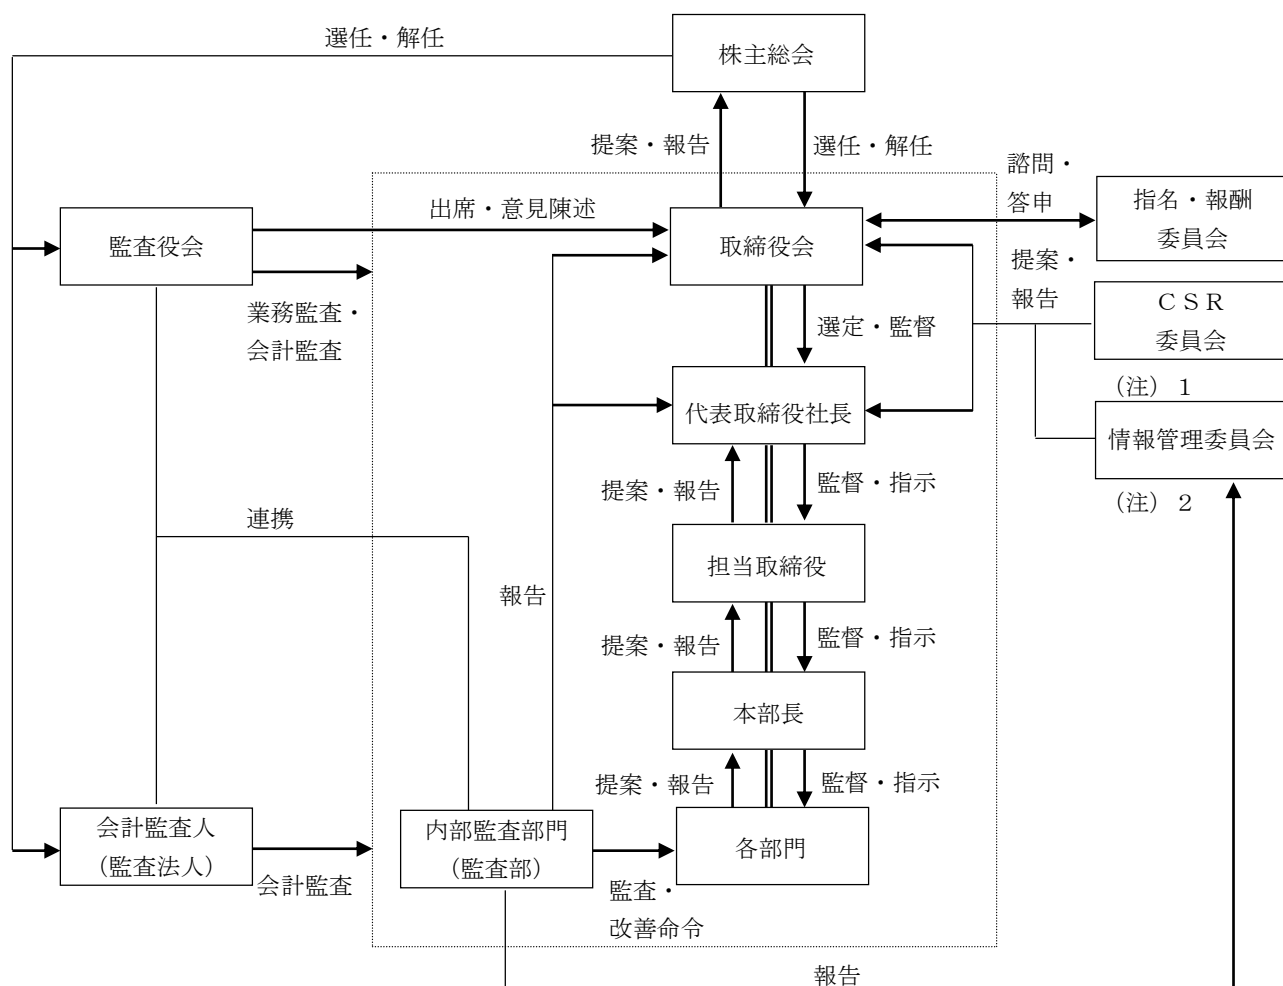 選任・解任
株主総会
提案・報告
選任・解任
諮問・
答申
指名・報酬
委員会
出席・意見陳述
監査役会
取締役会
提案・
報告
業務監査・
会計監査
選定・監督
ＣＳＲ
委員会
（注）１
代表取締役社長
情報管理委員会
（注）２
提案・報告
監督・指示
連携
担当取締役
報告
提案・報告
監督・指示
本部長
提案・報告
監督・指示
会計監査人
（監査法人）
会計監査
内部監査部門
（監査部）
各部門
監査・
改善命令
報告